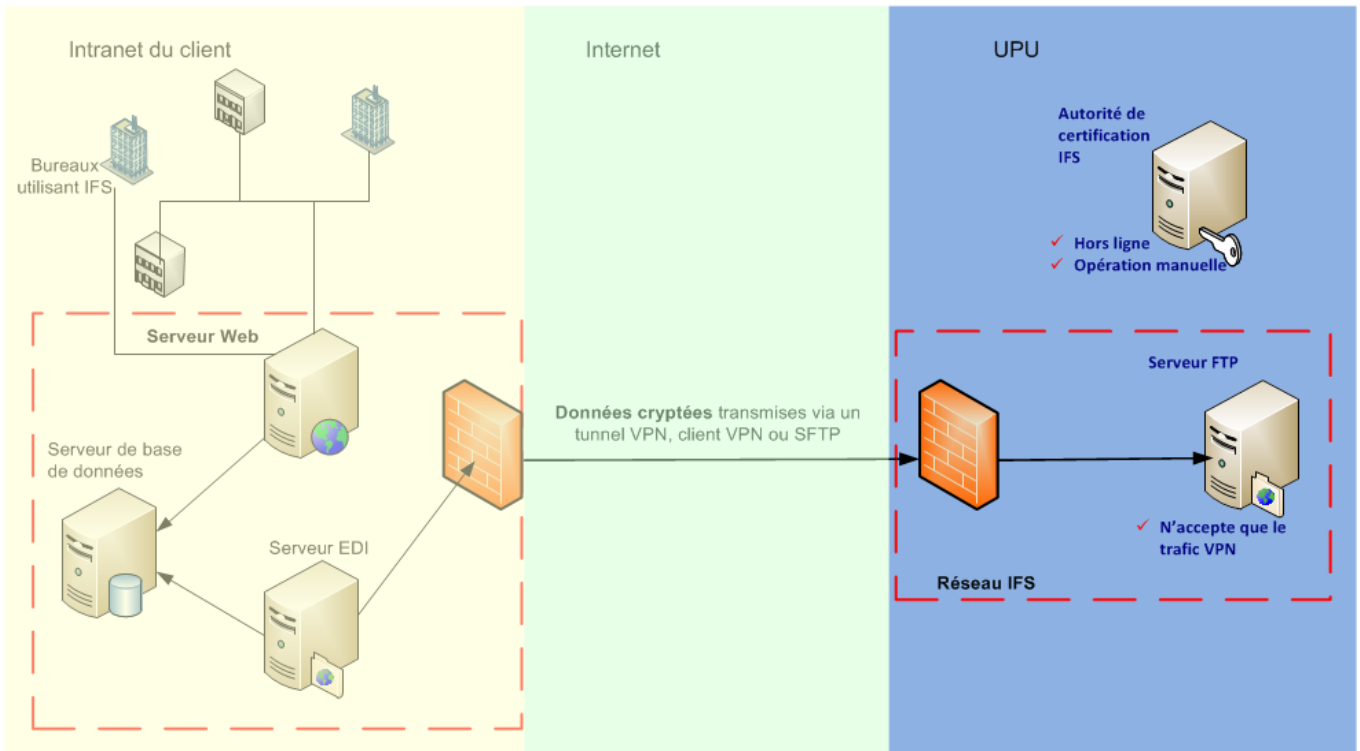 Intranet du client
Internet
UPU
Bureaux
utilisant IFS
Autorité de
certification
IFS
✓ Hors ligne
✓ Opération manuelle
Serveur Web
Serveur de base
de données
Serveur EDI
Données cryptées transmises via un
tunnel VPN, client VPN ou SFTP
Serveur FTP
✓ N’accepte que le
trafic VPN
Réseau IFS